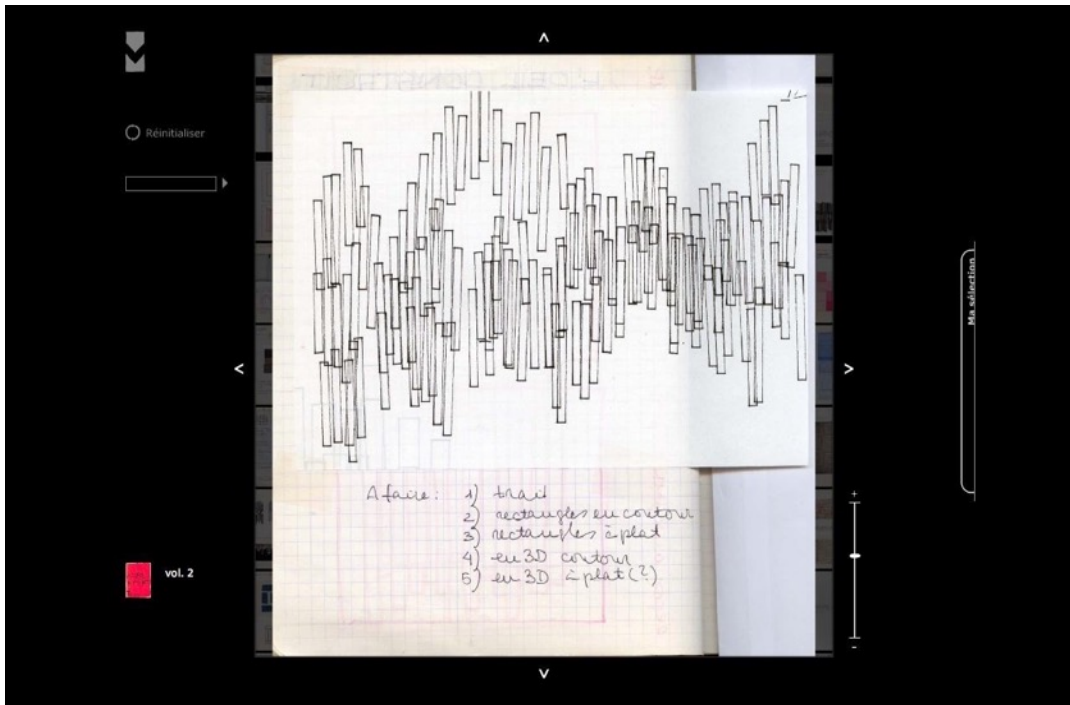 Réinitialiser
A faire: 1) trait
2) rectangles en contour
3) rectangles à plat
4) en 3D contour
5) en 3D à plat (?)
vol. 2
Ma sélection